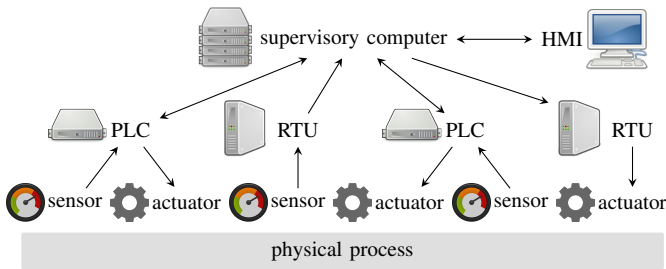 supervisory computer HMI
PLC RTU PLC RTU
sensor actuator sensor actuator sensor actuator
physical process